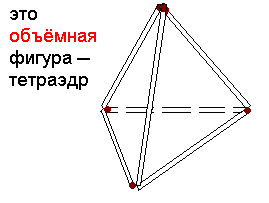 это
объёмная
фигура —
тетраэдр